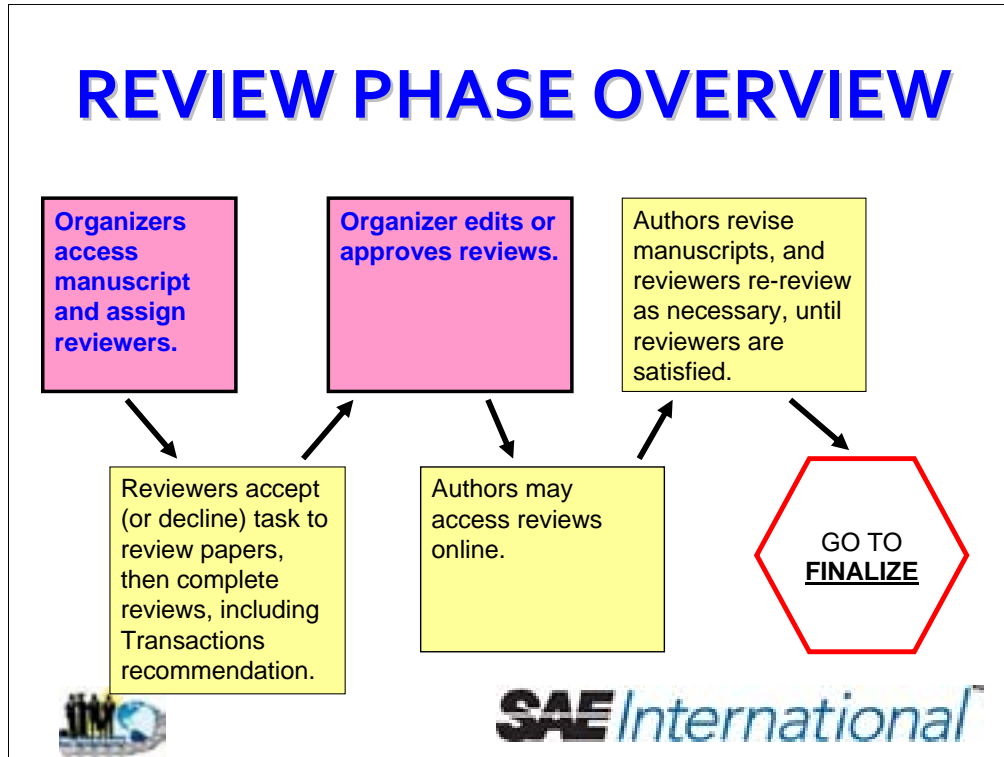 REVIEW PHASE OVERVIEW
Organizers
access
manuscript
and assign
reviewers.
Reviewers accept
(or decline) task to
review papers,
then complete
reviews, including
Transactions
recommendation.
Organizer edits or
approves reviews.
Authors may
access reviews
online.
Authors revise
manuscripts, and
reviewers re-review
as necessary, until
reviewers are
satisfied.
GO TO
FINALIZE
SAE International